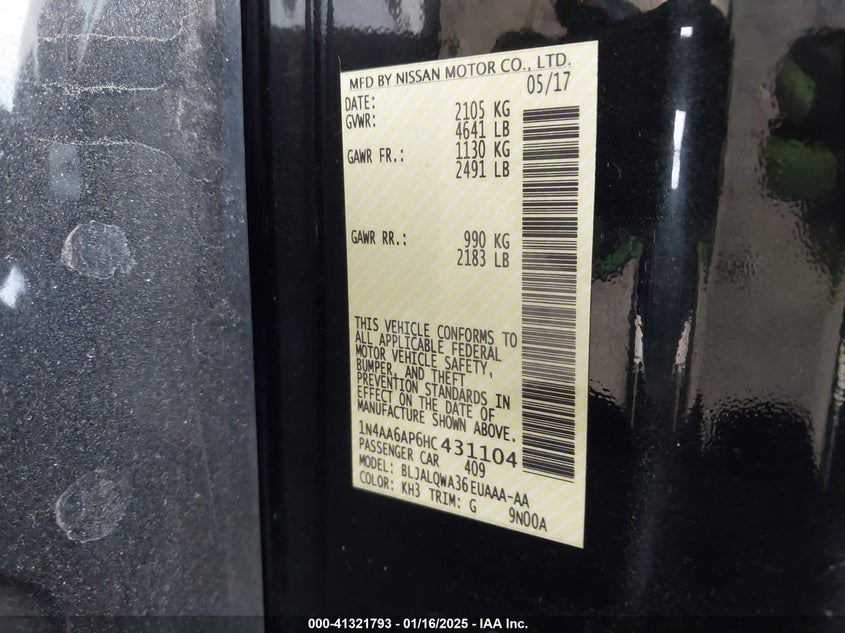 MFD BY NISSAN MOTOR CO., LTD.
DATE: 05/17
GVWR: 2105 KG
4641 LB
GAWR FR.: 1130 KG
2491 LB
GAWR RR.: 990 KG
2183 LB
THIS VEHICLE CONFORMS TO
ALL APPLICABLE FEDERAL
MOTOR VEHICLE SAFETY,
BUMPER, AND THEFT
PREVENTION STANDARDS IN
EFFECT ON THE DATE OF
MANUFACTURE SHOWN ABOVE.
1N4AA6AP6HC431104
PASSENGER CAR 409
MODEL: BLJALQWA36EUAAA-AA
COLOR: KH3 TRIM: G 9N00A
000-41321793 — 01/16/2025 — IAA Inc.